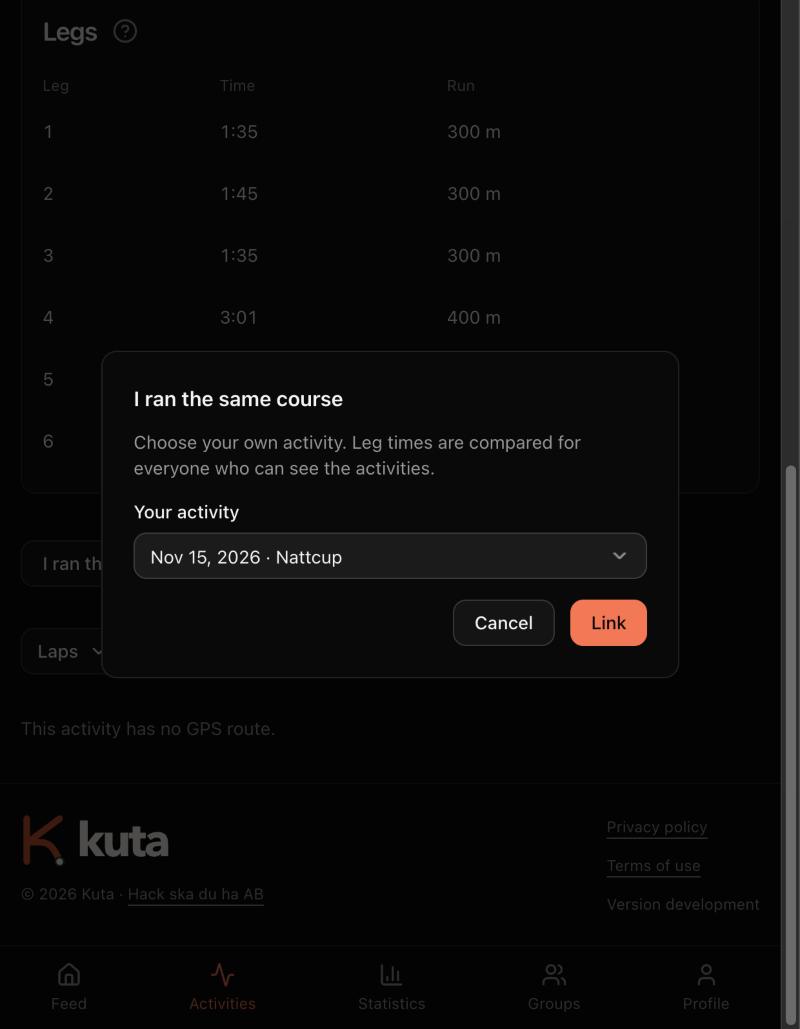 Legs ?
Leg Time Run
1 1:35 300 m
2 1:45 300 m
3 1:35 300 m
4 3:01 400 m
5
6
I ran the same course
Choose your own activity. Leg times are compared for
everyone who can see the activities.
Your activity
Nov 15, 2026 · Nattcup
Cancel Link
I ran th
Laps
This activity has no GPS route.
kuta
© 2026 Kuta · Hack ska du ha AB
Privacy policy
Terms of use
Version development
Feed Activities Statistics Groups Profile